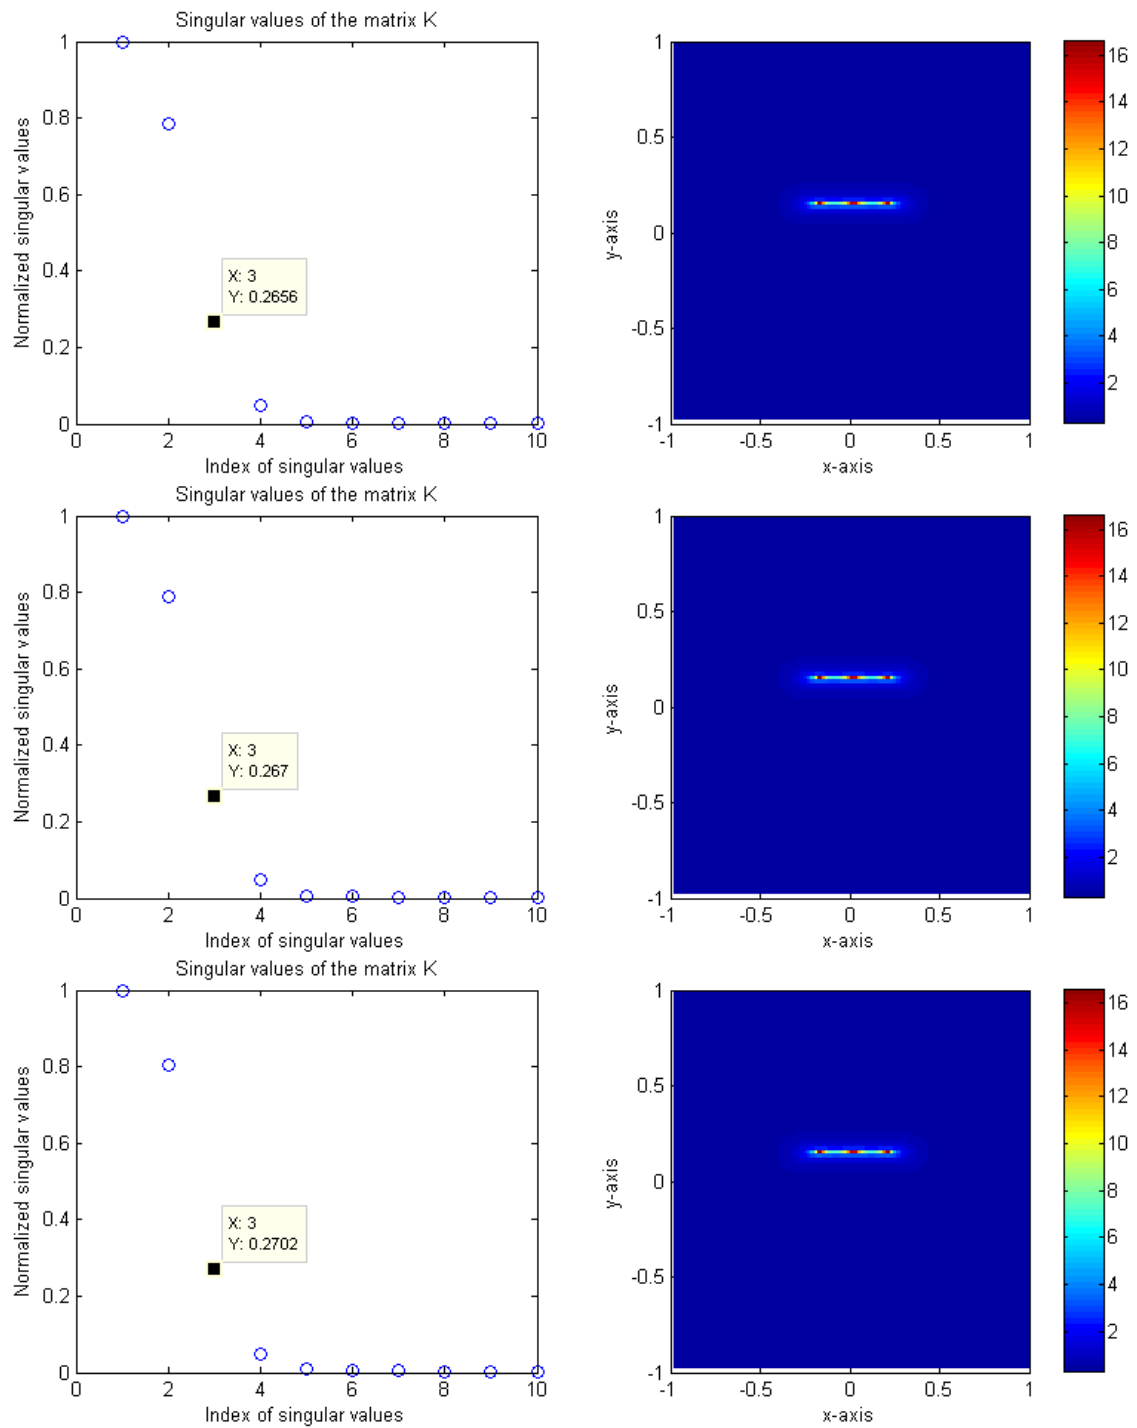 Singular values of the matrix K
Normalized singular values
1
0.8
0.6
0.4
0.2
0
X: 3
Y: 0.2656
0 2 4 6 8 10
Index of singular values
y-axis
1
0.5
0
-0.5
-1
-1 -0.5 0 0.5 1
x-axis
16
14
12
10
8
6
4
2
Singular values of the matrix K
Normalized singular values
1
0.8
0.6
0.4
0.2
0
X: 3
Y: 0.267
0 2 4 6 8 10
Index of singular values
y-axis
1
0.5
0
-0.5
-1
-1 -0.5 0 0.5 1
x-axis
16
14
12
10
8
6
4
2
Singular values of the matrix K
Normalized singular values
1
0.8
0.6
0.4
0.2
0
X: 3
Y: 0.2702
0 2 4 6 8 10
Index of singular values
y-axis
1
0.5
0
-0.5
-1
-1 -0.5 0 0.5 1
x-axis
16
14
12
10
8
6
4
2